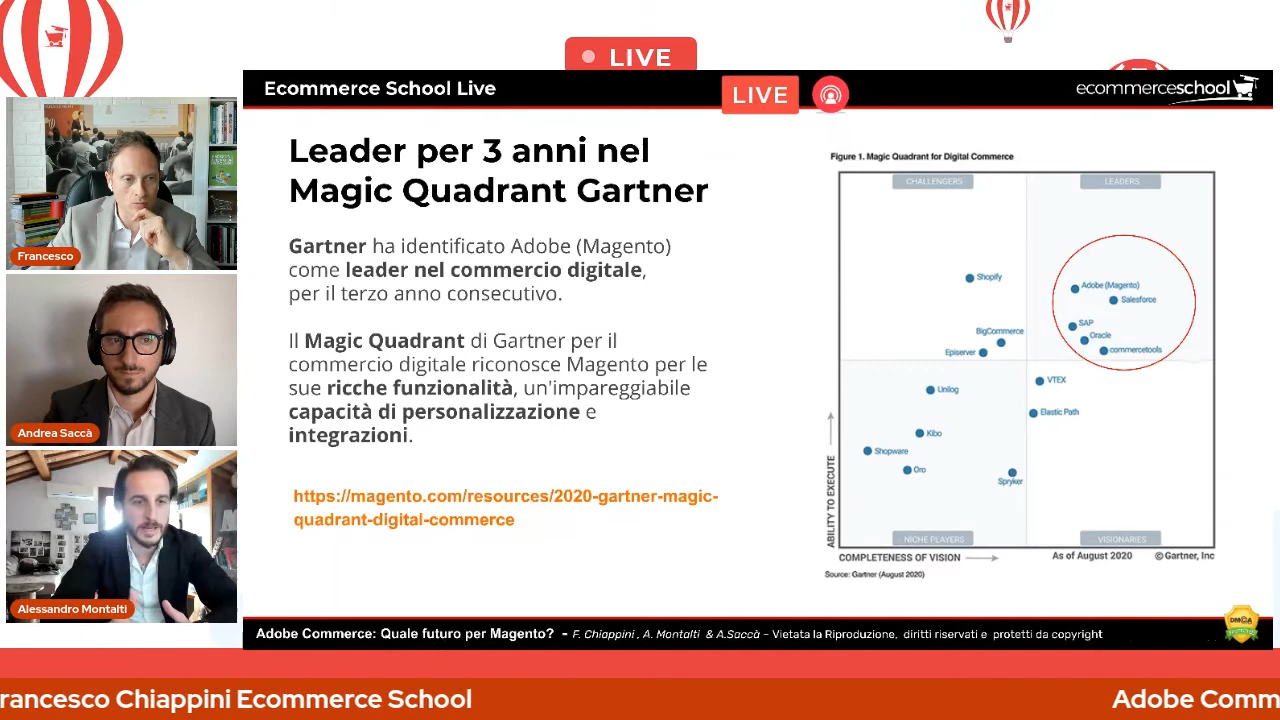 LIVE
Ecommerce School Live
LIVE
ecommerceschool
Francesco
Andrea Saccà
Alessandro Montalti
Leader per 3 anni nel
Magic Quadrant Gartner
Gartner ha identificato Adobe (Magento)
come leader nel commercio digitale,
per il terzo anno consecutivo.
Il Magic Quadrant di Gartner per il
commercio digitale riconosce Magento per le
sue ricche funzionalità, un'impareggiabile
capacità di personalizzazione e
integrazioni.
https://magento.com/resources/2020-gartner-magic-
quadrant-digital-commerce
Figure 1. Magic Quadrant for Digital Commerce
CHALLENGERS
LEADERS
Shopify
Adobe (Magento)
Salesforce
SAP
BigCommerce
Oracle
Episerver
commercetools
VTEX
Unilog
Elastic Path
Kibo
Shopware
Oro
Spryker
NICHE PLAYERS
VISIONARIES
ABILITY TO EXECUTE
COMPLETENESS OF VISION
As of August 2020
© Gartner, Inc
Source: Gartner (August 2020)
Adobe Commerce: Quale futuro per Magento? - F. Chiappini , A. Montalti & A.Saccà – Vietata la Riproduzione, diritti riservati e protetti da copyright
DMCA
rancesco Chiappini Ecommerce School
Adobe Comm